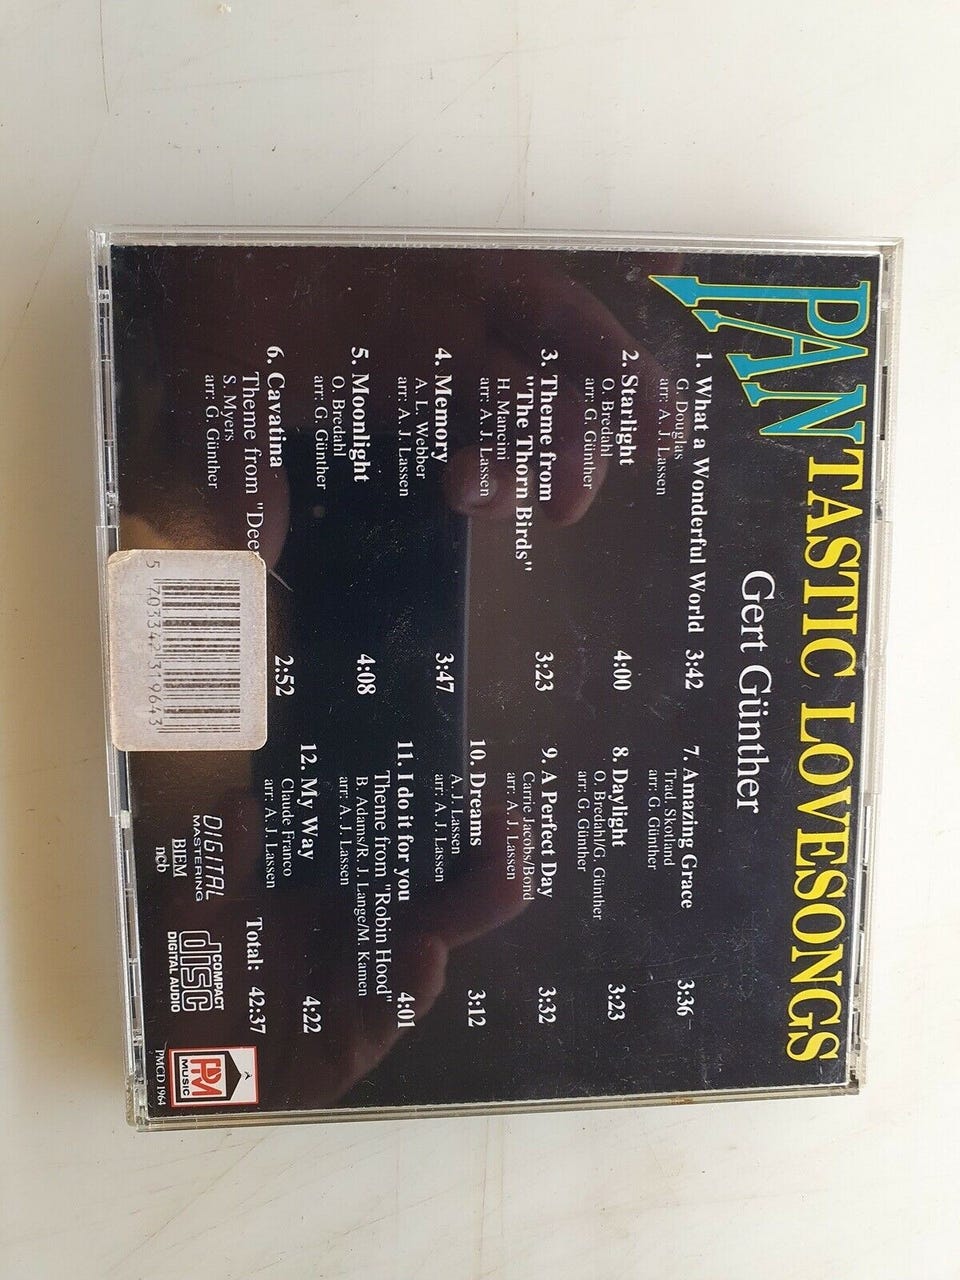 PANTASTIC LOVESONGS
Gert Günther
1. What a Wonderful World 3:42
G. Douglas
arr: A. J. Lassen
2. Starlight 4:00
O. Bredahl
arr: G. Günther
3. Theme from
"The Thorn Birds" 3:23
H. Mancini
arr: A. J. Lassen
4. Memory 3:47
A. L. Webber
arr: A. J. Lassen
5. Moonlight 4:08
O. Bredahl
arr: G. Günther
6. Cavatina 2:52
Theme from "Dee
S. Myers
arr: G. Günther
7. Amazing Grace 3:36
Trad. Skotland
arr: G. Günther
8. Daylight 3:23
O. Bredahl/G. Günther
arr: G. Günther
9. A Perfect Day 3:32
Carrie Jacobs/Bond
arr: A. J. Lassen
10. Dreams 3:12
A. J. Lassen
arr: A. J. Lassen
11. I do it for you 4:01
Theme from "Robin Hood"
B. Adams/R. J. Lange/M. Kamen
arr: A. J. Lassen
12. My Way 4:22
Claude Franco
arr: A. J. Lassen
Total: 42:37
5 703342 319643
DIGITAL
MASTERING
BIEM
ncb
COMPACT
disc
DIGITAL AUDIO
PM
MUSIC
PMCD 1964